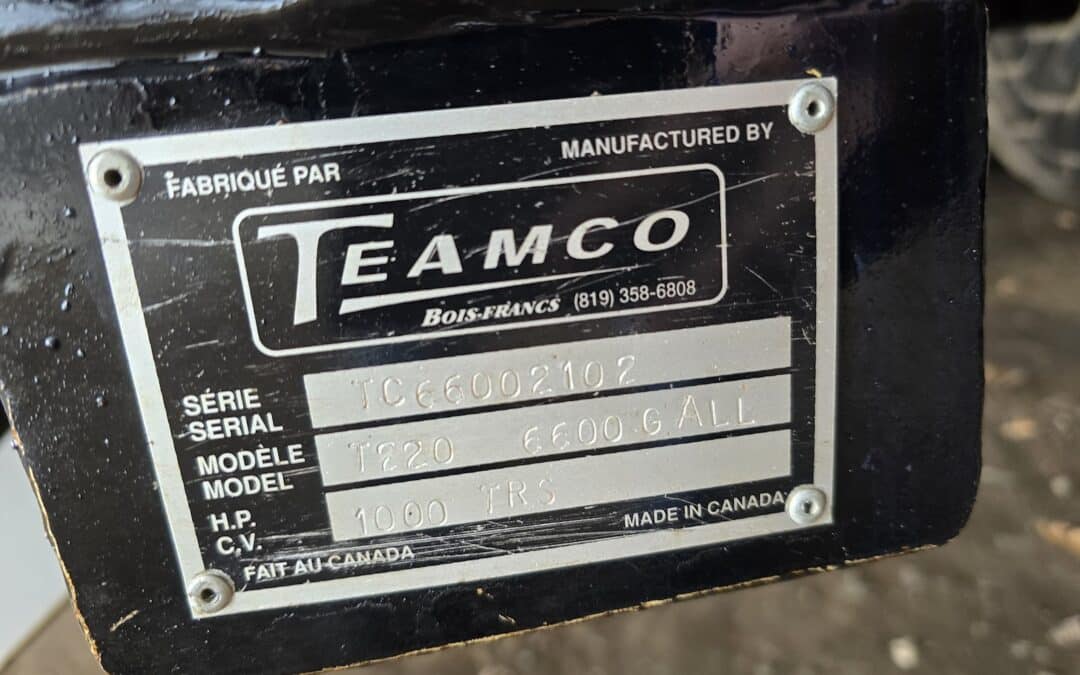 FABRIQUÉ PAR MANUFACTURED BY
TEAMCO
BOIS-FRANCS (819) 358-6808
SÉRIE
SERIAL TC66002102
MODÈLE
MODEL T220 6600 GALL
H.P.
C.V. 1000 TRS
FAIT AU CANADA MADE IN CANADA